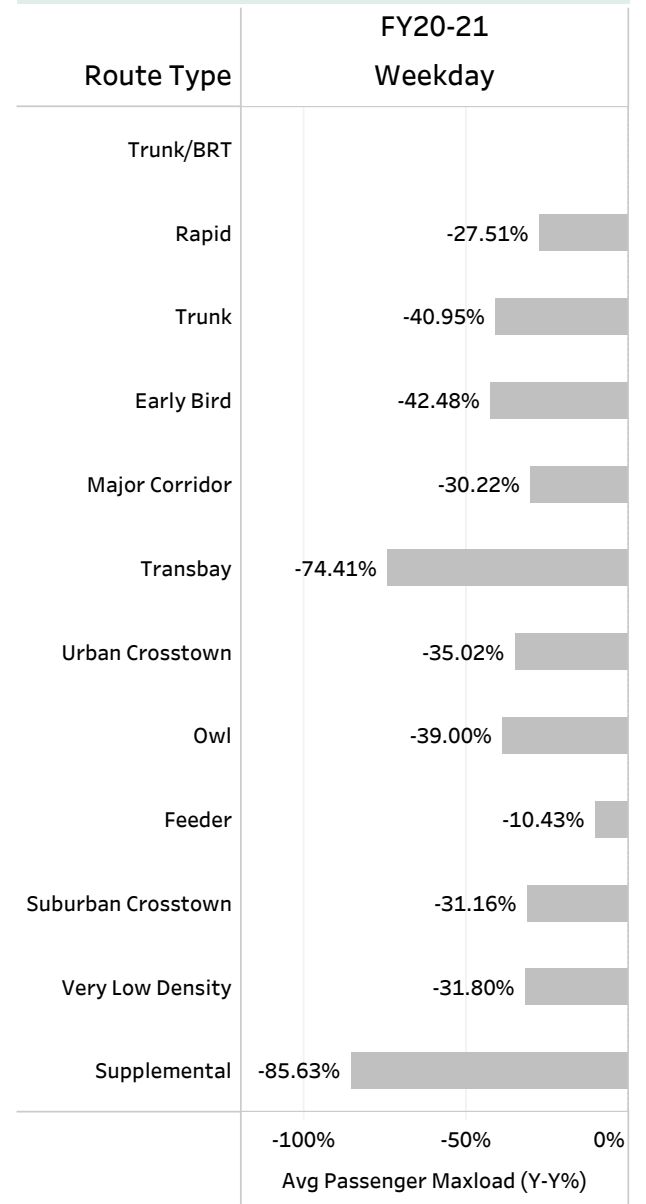 FY20-21
Route Type Weekday
Trunk/BRT
Rapid -27.51%
Trunk -40.95%
Early Bird -42.48%
Major Corridor -30.22%
Transbay -74.41%
Urban Crosstown -35.02%
Owl -39.00%
Feeder -10.43%
Suburban Crosstown -31.16%
Very Low Density -31.80%
Supplemental -85.63%
-100% -50% 0%
Avg Passenger Maxload (Y-Y%)